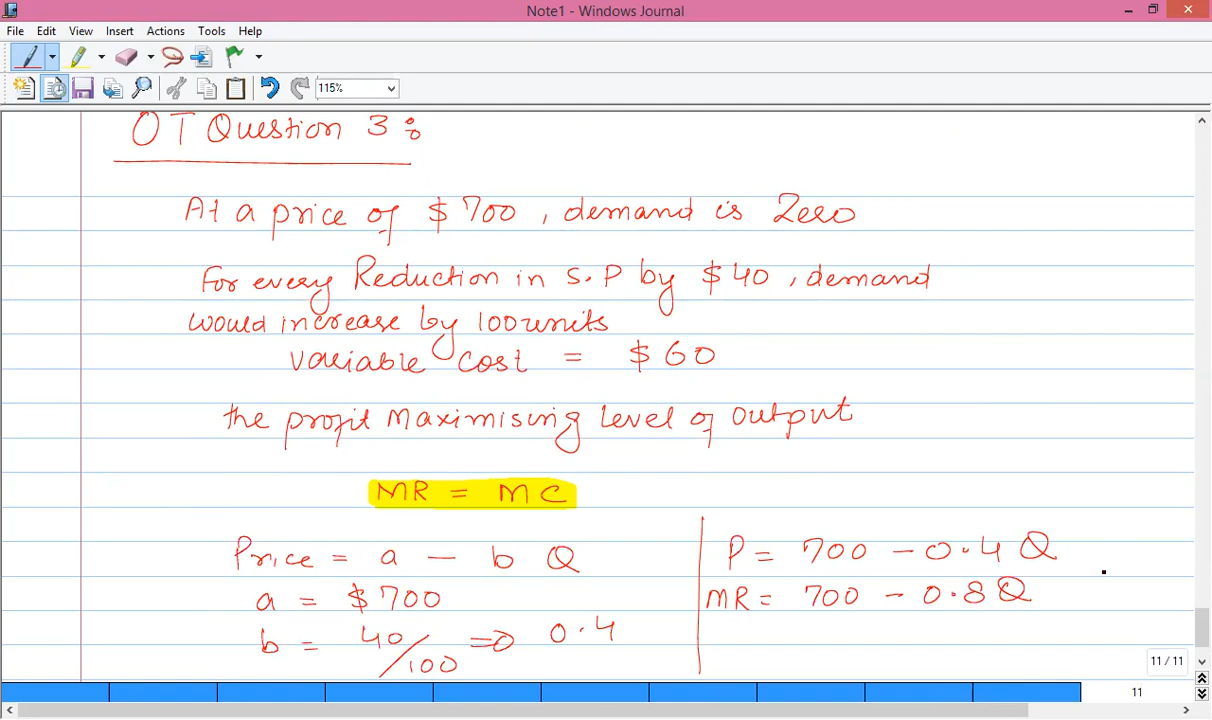 Note1 - Windows Journal
File Edit View Insert Actions Tools Help
115%
OT Question 3:
At a price of $700, demand is Zero
For every Reduction in S.P by $40, demand
would increase by 100 units
variable cost = $60
the profit Maximising level of output
MR = MC
Price = a - b Q
a = $700
b = 40/100 => 0.4
P = 700 - 0.4 Q
MR = 700 - 0.8Q
11 / 11
11